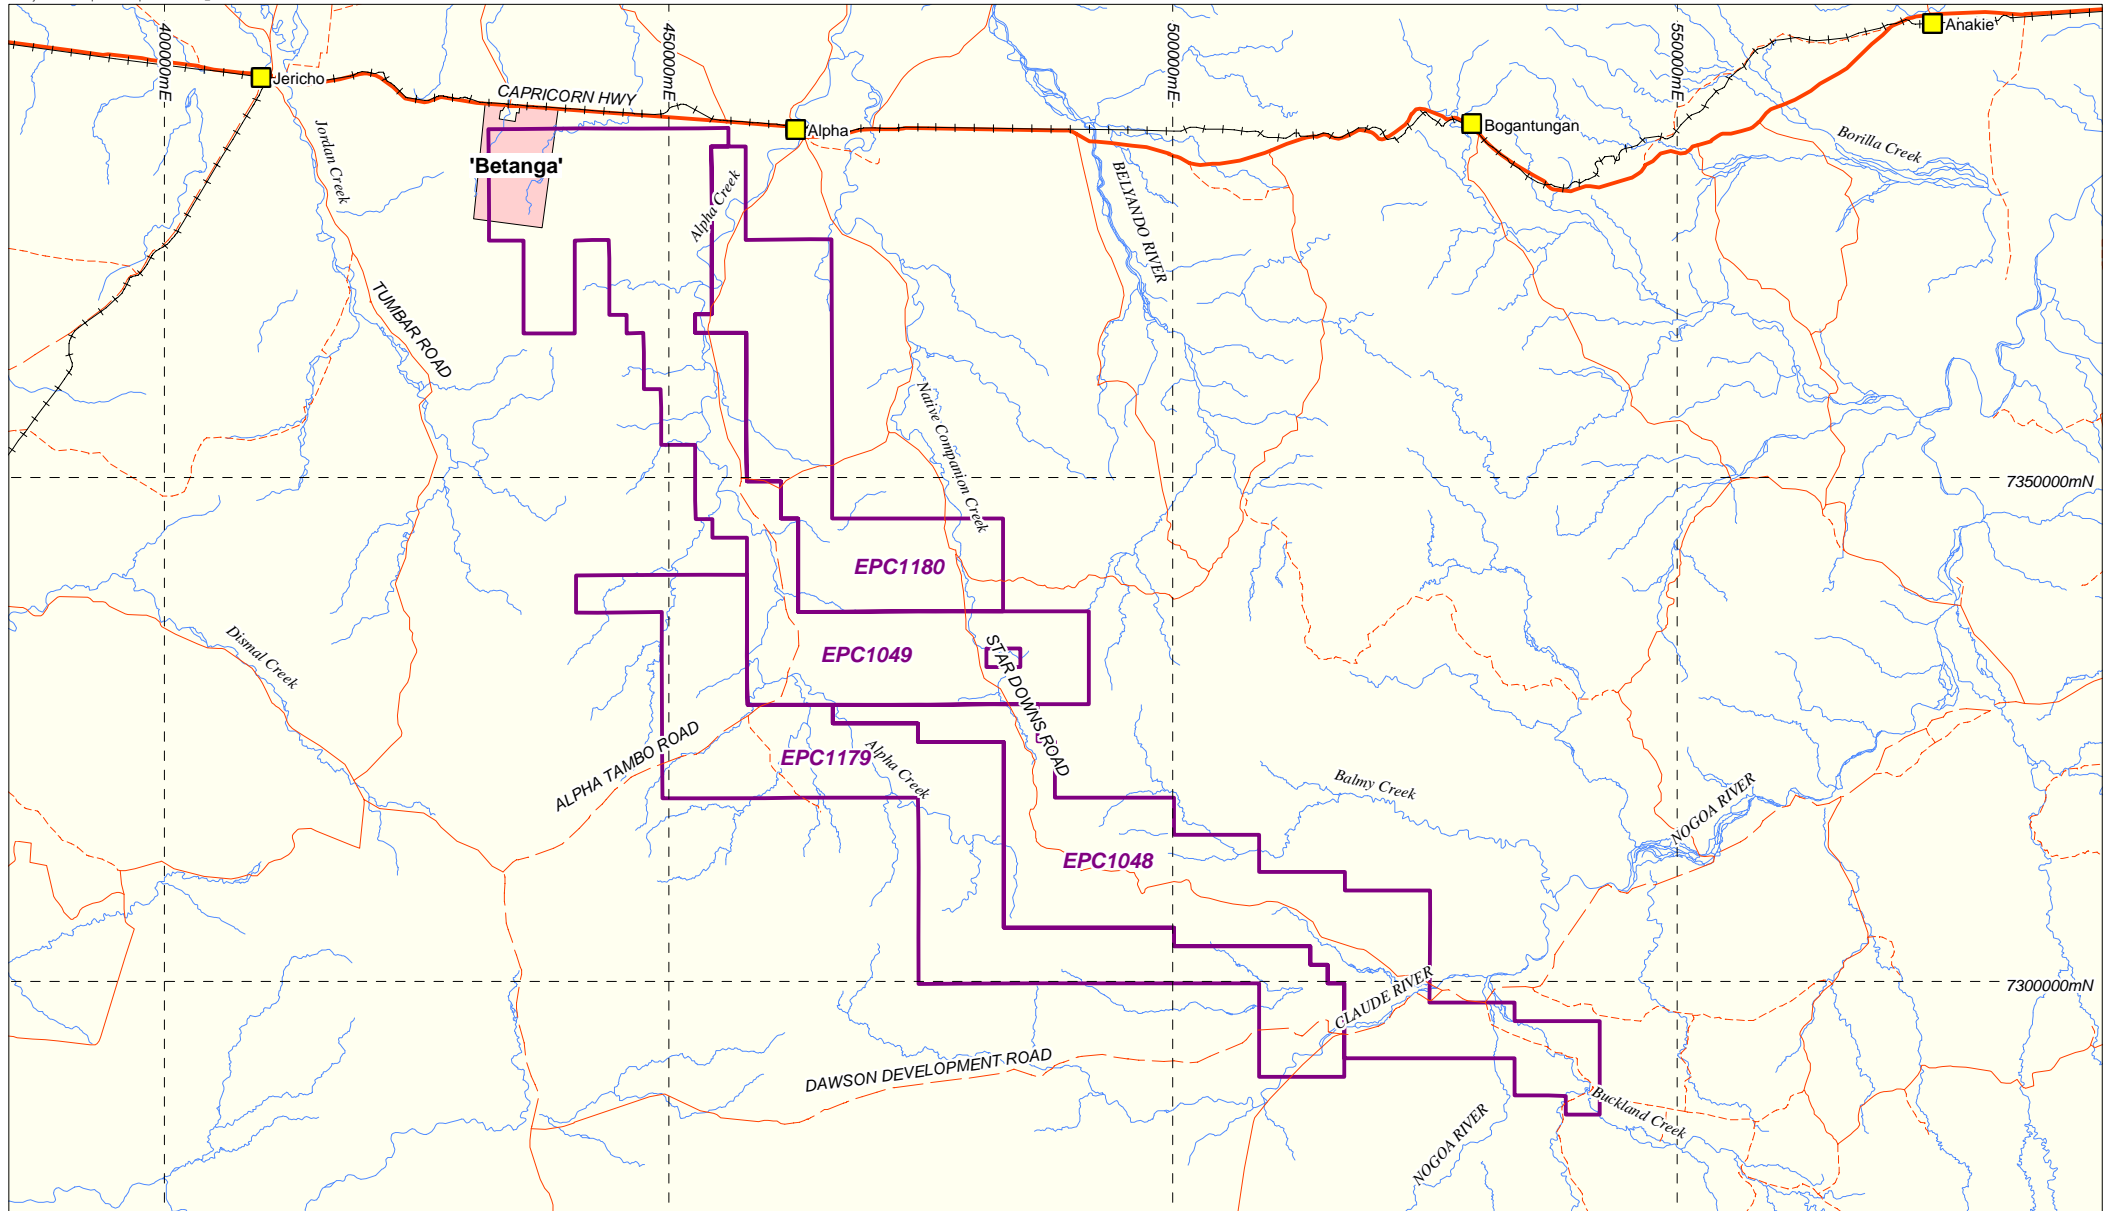 400000mE
450000mE
500000mE
550000mE
Anakie
Jericho
CAPRICORN HWY
Alpha
Bogantungan
Borilla Creek
Jordan Creek
'Betanga'
Alpha Creek
BELYANDO RIVER
TUMBAR ROAD
Native Companion Creek
7350000mN
EPC1180
Dismal Creek
EPC1049
STAR DOWNS ROAD
ALPHA TAMBO ROAD
EPC1179
Alpha Creek
Balmy Creek
NOGOA RIVER
EPC1048
7300000mN
CLAUDE RIVER
DAWSON DEVELOPMENT ROAD
Buckland Creek
NOGOA RIVER